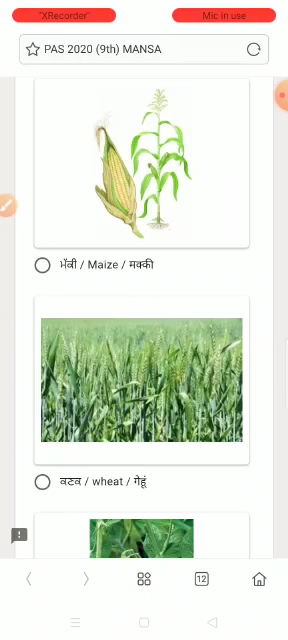 "XRecorder"
Mic in use
PAS 2020 (9th) MANSA
ਮੱਕੀ / Maize / मक्की
ਕਣਕ / wheat / गेहूं
12